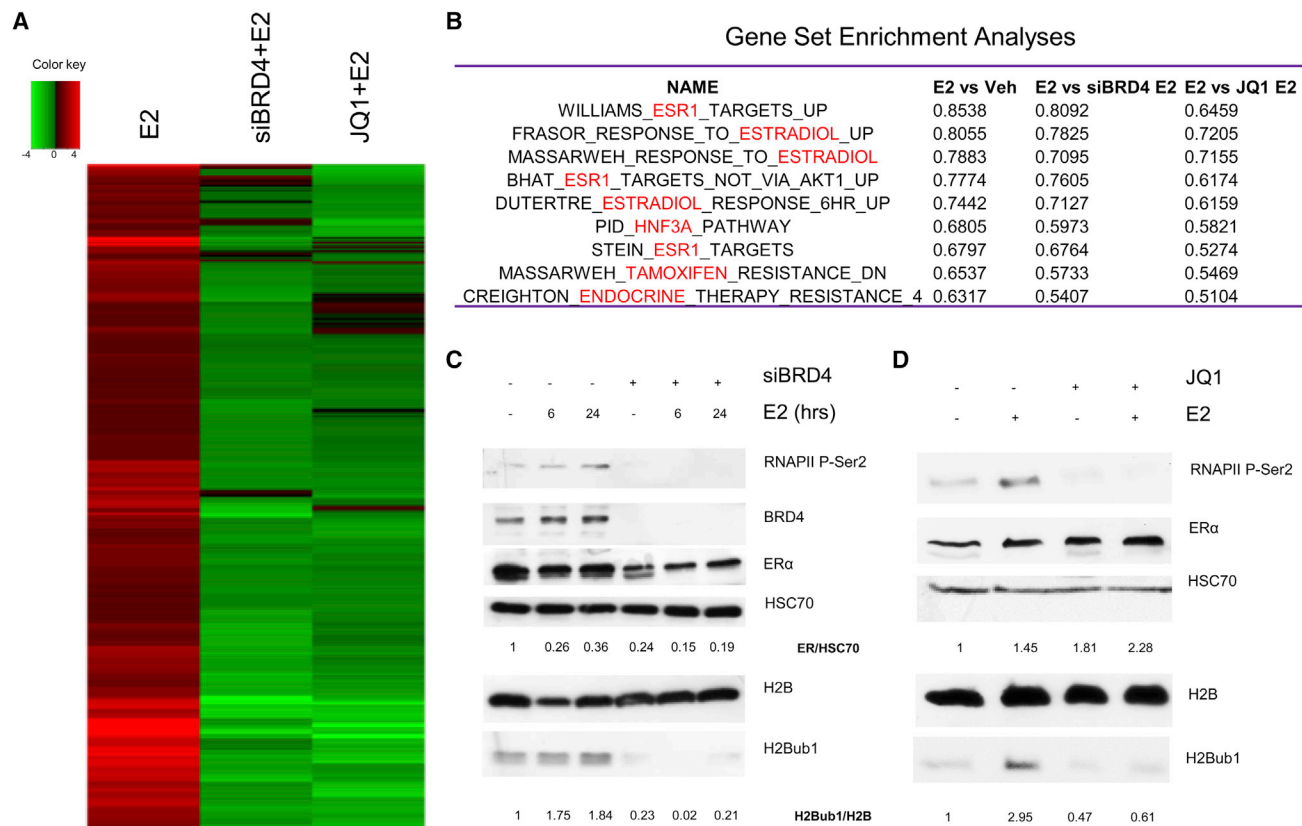 A
Color key
-4 0 4
E2
siBRD4+E2
JQ1+E2
B
Gene Set Enrichment Analyses
NAME E2 vs Veh E2 vs siBRD4 E2 E2 vs JQ1 E2
WILLIAMS_ESR1_TARGETS_UP 0.8538 0.8092 0.6459
FRASOR_RESPONSE_TO_ESTRADIOL_UP 0.8055 0.7825 0.7205
MASSARWEH_RESPONSE_TO_ESTRADIOL 0.7883 0.7095 0.7155
BHAT_ESR1_TARGETS_NOT_VIA_AKT1_UP 0.7774 0.7605 0.6174
DUTERTRE_ESTRADIOL_RESPONSE_6HR_UP 0.7442 0.7127 0.6159
PID_HNF3A_PATHWAY 0.6805 0.5973 0.5821
STEIN_ESR1_TARGETS 0.6797 0.6764 0.5274
MASSARWEH_TAMOXIFEN_RESISTANCE_DN 0.6537 0.5733 0.5469
CREIGHTON_ENDOCRINE_THERAPY_RESISTANCE_4 0.6317 0.5407 0.5104
C
- - - + + + siBRD4
- 6 24 - 6 24 E2 (hrs)
RNAPII P-Ser2
BRD4
ERα
HSC70
1 0.26 0.36 0.24 0.15 0.19 ER/HSC70
H2B
H2Bub1
1 1.75 1.84 0.23 0.02 0.21 H2Bub1/H2B
D
- - + + JQ1
- + - + E2
RNAPII P-Ser2
ERα
HSC70
1 1.45 1.81 2.28
H2B
H2Bub1
1 2.95 0.47 0.61